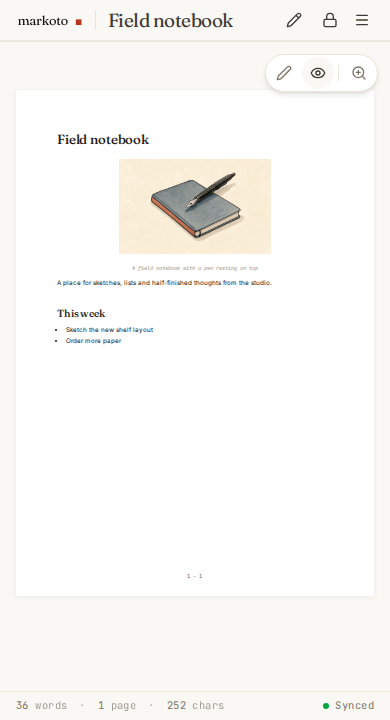 markoto
Field notebook
Field notebook
A field notebook with a pen resting on top
A place for sketches, lists and half-finished thoughts from the studio.
This week
• Sketch the new shelf layout
• Order more paper
1 - 1
36 words · 1 page · 252 chars
Synced